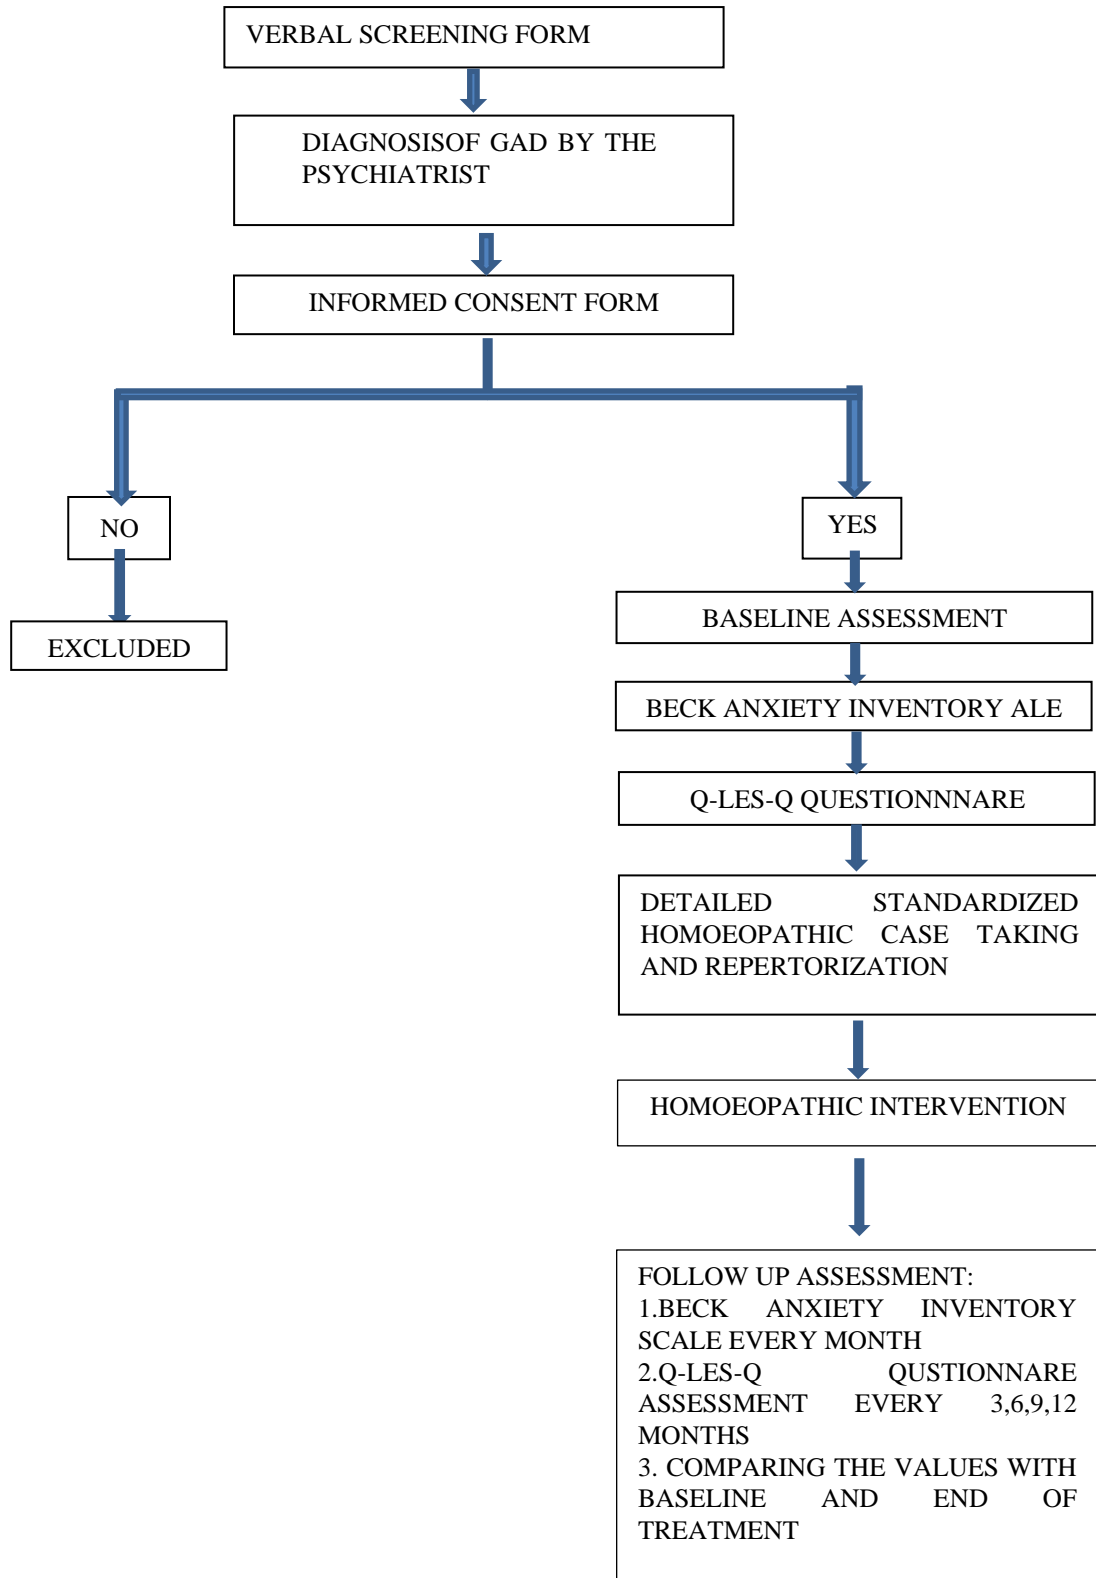 VERBAL SCREENING FORM
DIAGNOSISOF GAD BY THE
PSYCHIATRIST
INFORMED CONSENT FORM
NO
YES
EXCLUDED
BASELINE ASSESSMENT
BECK ANXIETY INVENTORY ALE
Q-LES-Q QUESTIONNNARE
DETAILED STANDARDIZED
HOMOEOPATHIC CASE TAKING
AND REPERTORIZATION
HOMOEOPATHIC INTERVENTION
FOLLOW UP ASSESSMENT:
1.BECK ANXIETY INVENTORY
SCALE EVERY MONTH
2.Q-LES-Q QUSTIONNARE
ASSESSMENT EVERY 3,6,9,12
MONTHS
3. COMPARING THE VALUES WITH
BASELINE AND END OF
TREATMENT